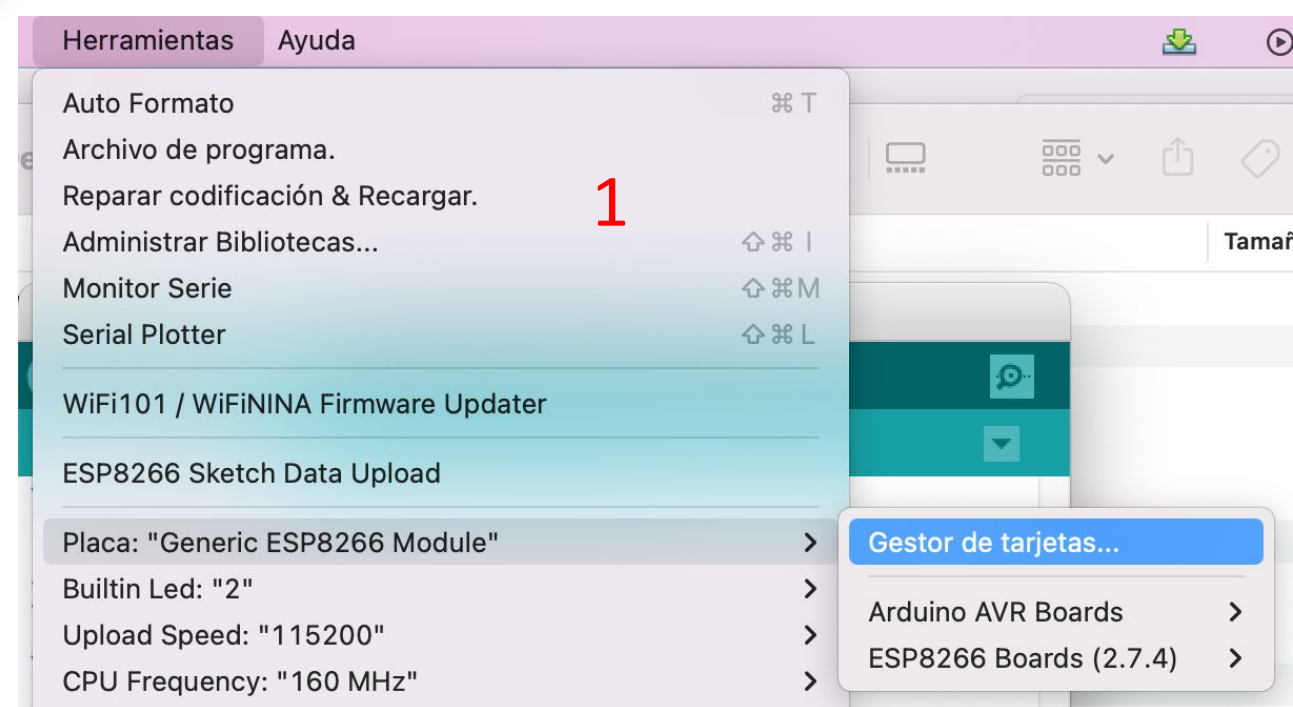 Herramientas Ayuda
Auto Formato ⌘ T
Archivo de programa.
Reparar codificación & Recargar.
1
Administrar Bibliotecas... ⇧ ⌘ I
Tamañ
Monitor Serie ⇧ ⌘ M
Serial Plotter ⇧ ⌘ L
WiFi101 / WiFiNINA Firmware Updater
ESP8266 Sketch Data Upload
Placa: "Generic ESP8266 Module"
Gestor de tarjetas...
Builtin Led: "2"
Arduino AVR Boards
Upload Speed: "115200"
ESP8266 Boards (2.7.4)
CPU Frequency: "160 MHz"